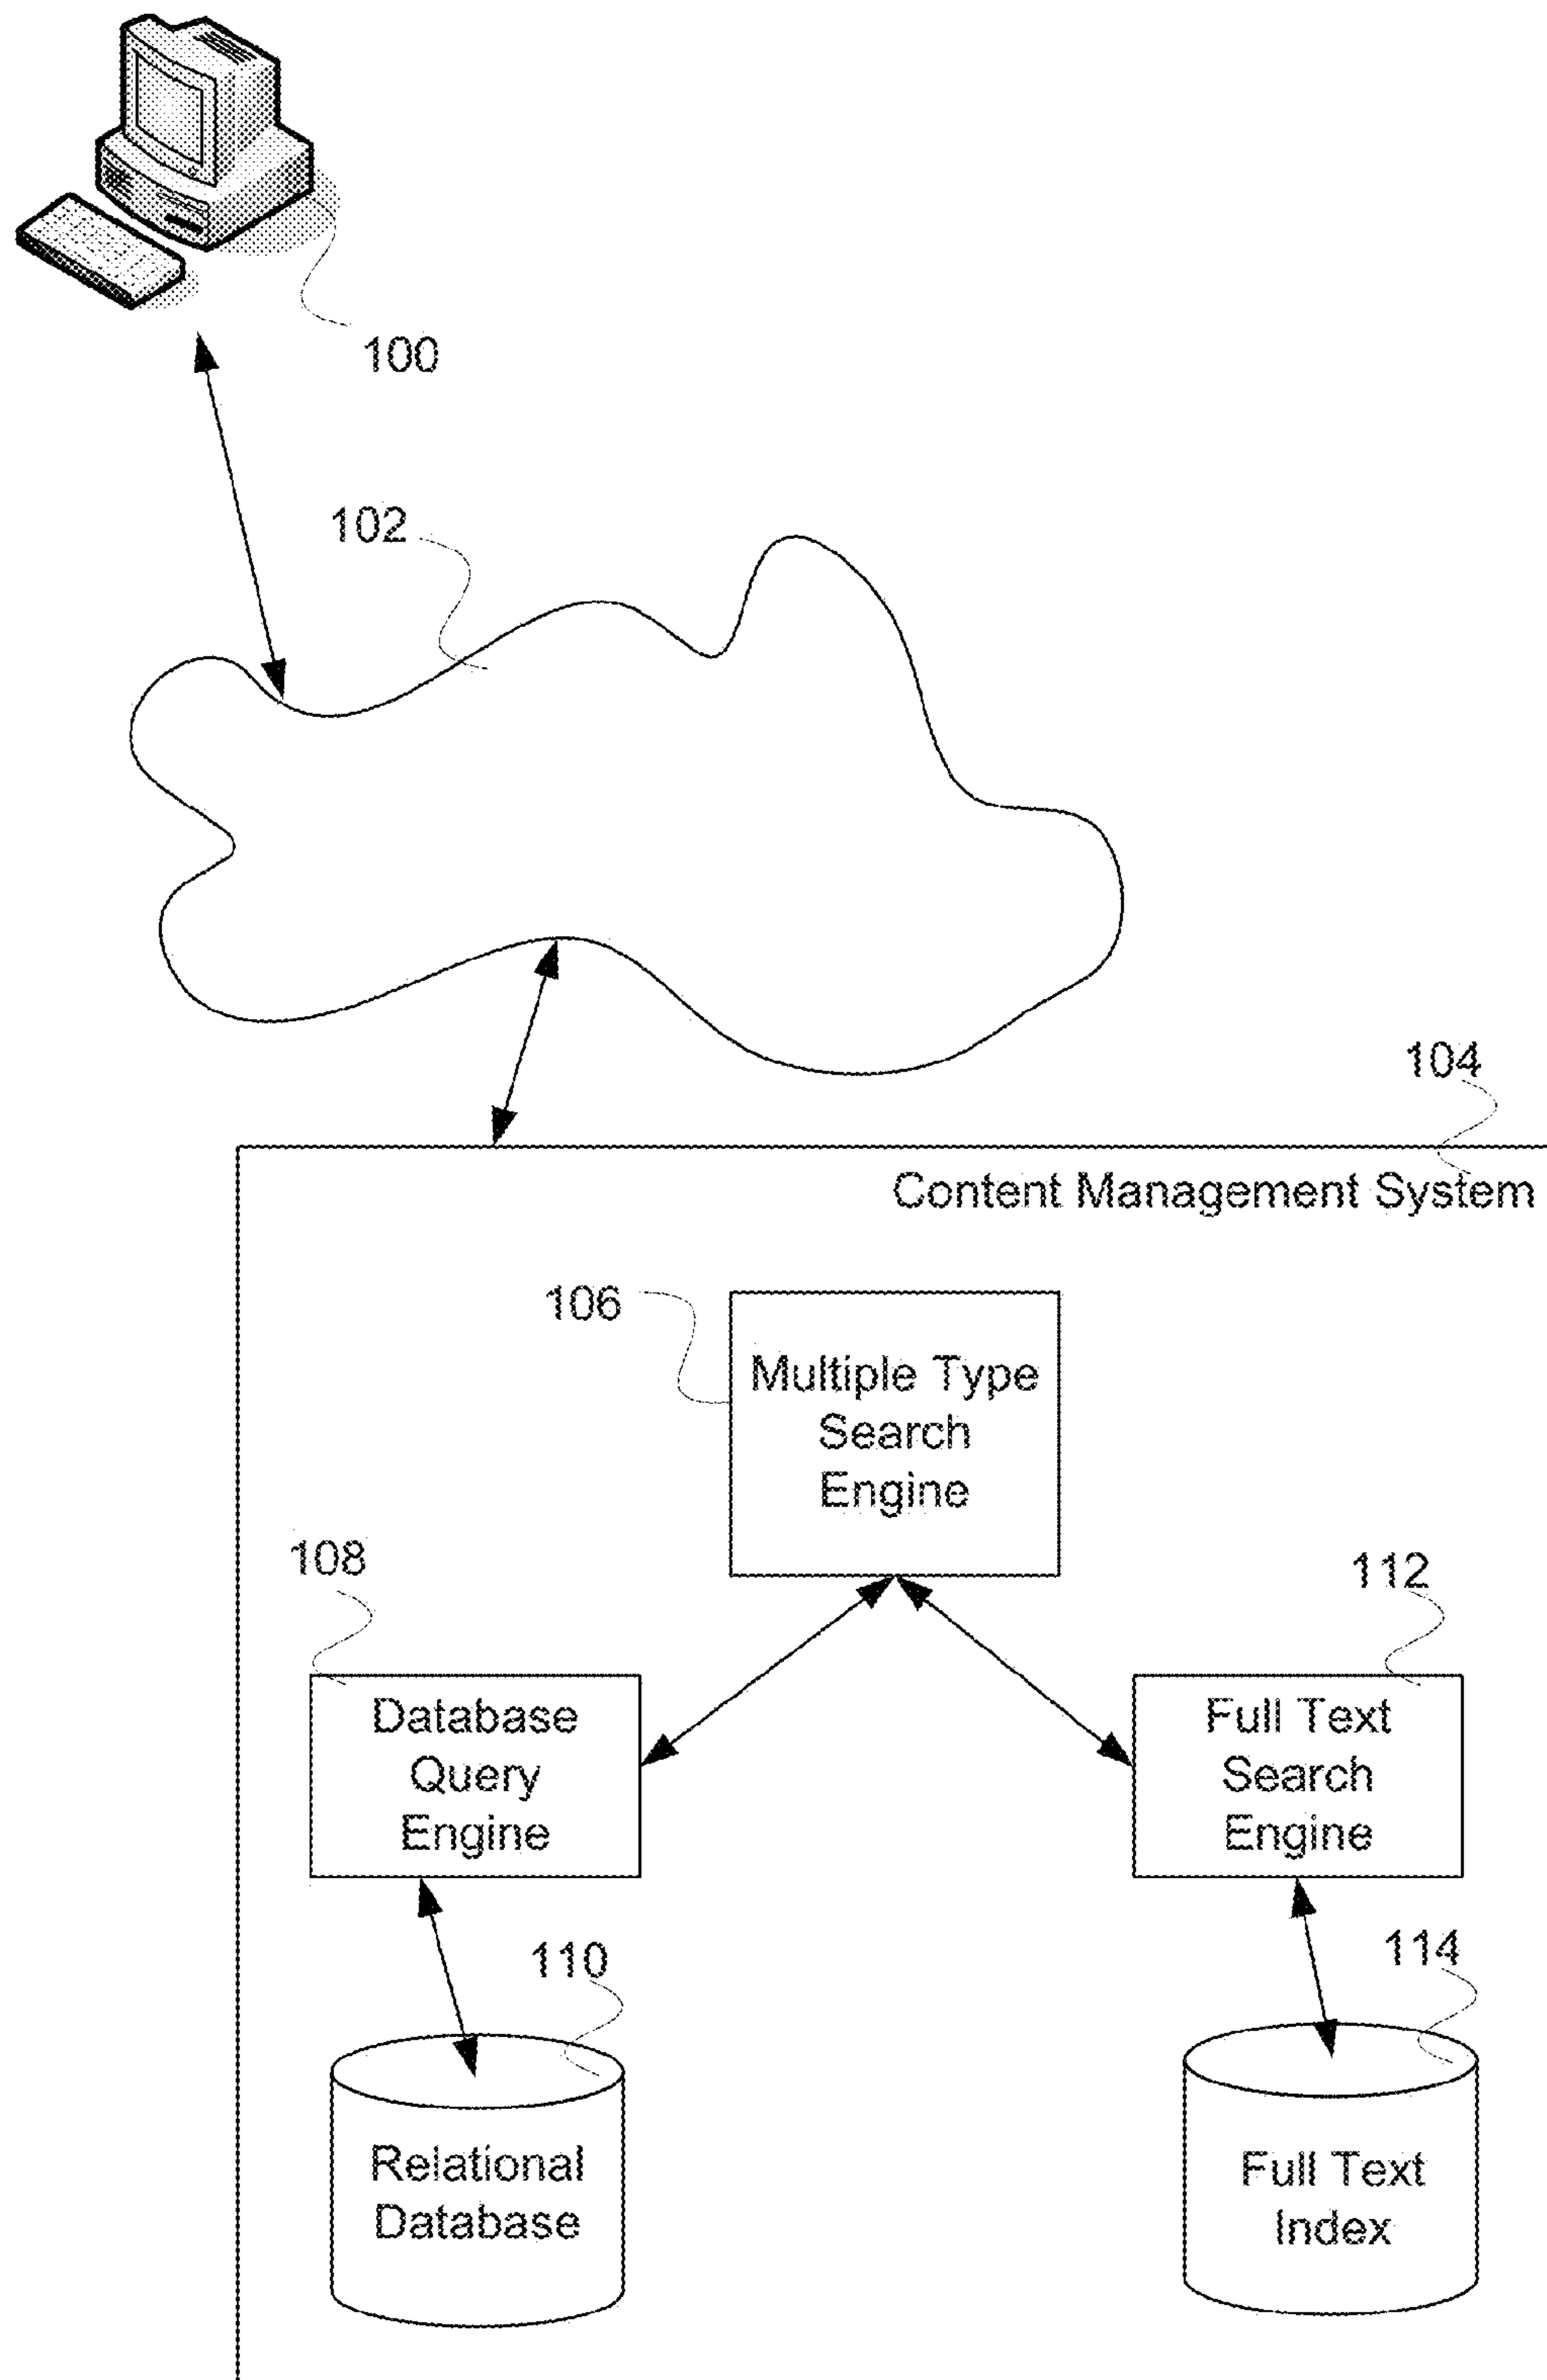 100
102
104
Content Management System
106
Multiple Type
Search
Engine
108
Database
Query
Engine
112
Full Text
Search
Engine
110
Relational
Database
114
Full Text
Index